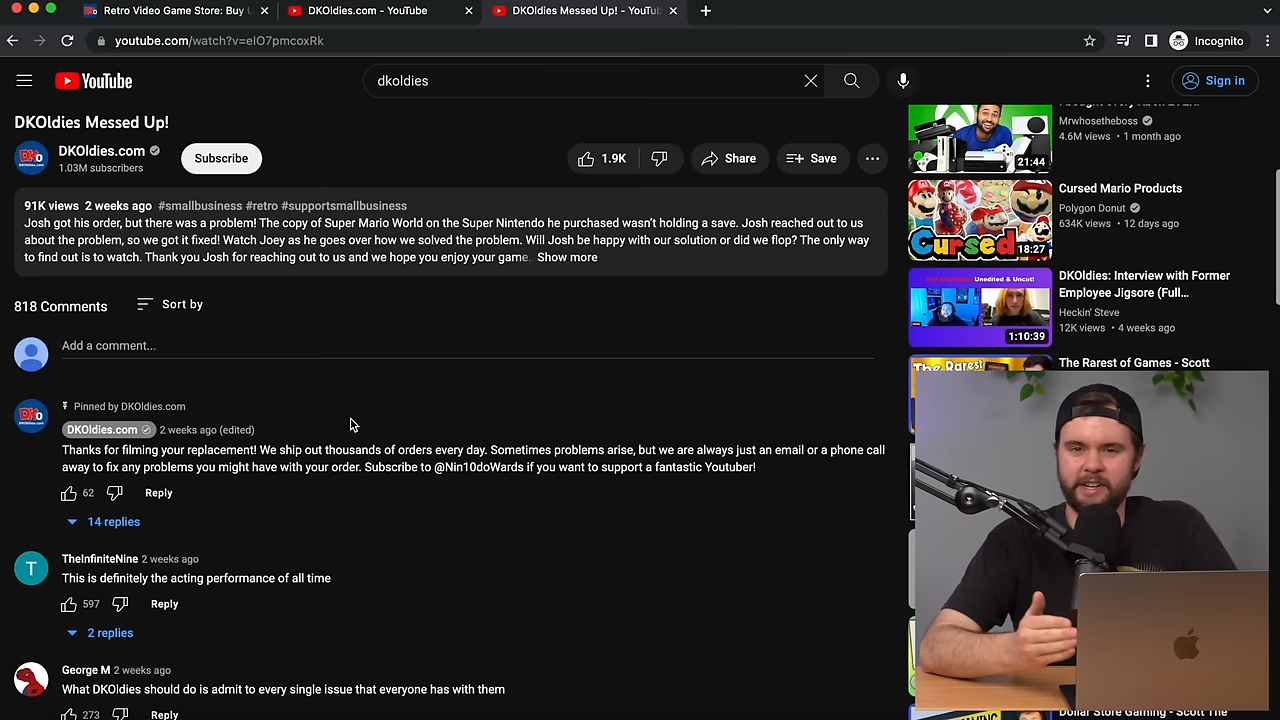 Retro Video Game Store: Buy
DKOldies.com - YouTube
DKOldies Messed Up! - YouTub
youtube.com/watch?v=eIO7pmcoxRk
Incognito
YouTube
dkoldies
Sign in
DKOldies Messed Up!
DKOldies.com
1.03M subscribers
Subscribe
1.9K
Share
Save
91K views 2 weeks ago #smallbusiness #retro #supportsmallbusiness
Josh got his order, but there was a problem! The copy of Super Mario World on the Super Nintendo he purchased wasn't holding a save. Josh reached out to us
about the problem, so we got it fixed! Watch Joey as he goes over how we solved the problem. Will Josh be happy with our solution or did we flop? The only way
to find out is to watch. Thank you Josh for reaching out to us and we hope you enjoy your game. Show more
818 Comments
Sort by
Add a comment...
Pinned by DKOldies.com
DKOldies.com 2 weeks ago (edited)
Thanks for filming your replacement! We ship out thousands of orders every day. Sometimes problems arise, but we are always just an email or a phone call
away to fix any problems you might have with your order. Subscribe to @Nin10doWards if you want to support a fantastic Youtuber!
62
Reply
14 replies
T
TheInfiniteNine 2 weeks ago
This is definitely the acting performance of all time
597
Reply
2 replies
George M 2 weeks ago
What DKOldies should do is admit to every single issue that everyone has with them
273
Reply
Mrwhosetheboss
4.6M views • 1 month ago
21:44
Cursed Mario Products
Polygon Donut
634K views • 12 days ago
Cursed
18:27
DKOldies: Interview with Former
Employee Jigsore (Full...
Heckin' Steve
12K views • 4 weeks ago
Unedited & Uncut!
1:10:39
The Rarest of Games - Scott
The Rarest
Dollar Store Gaming - Scott The